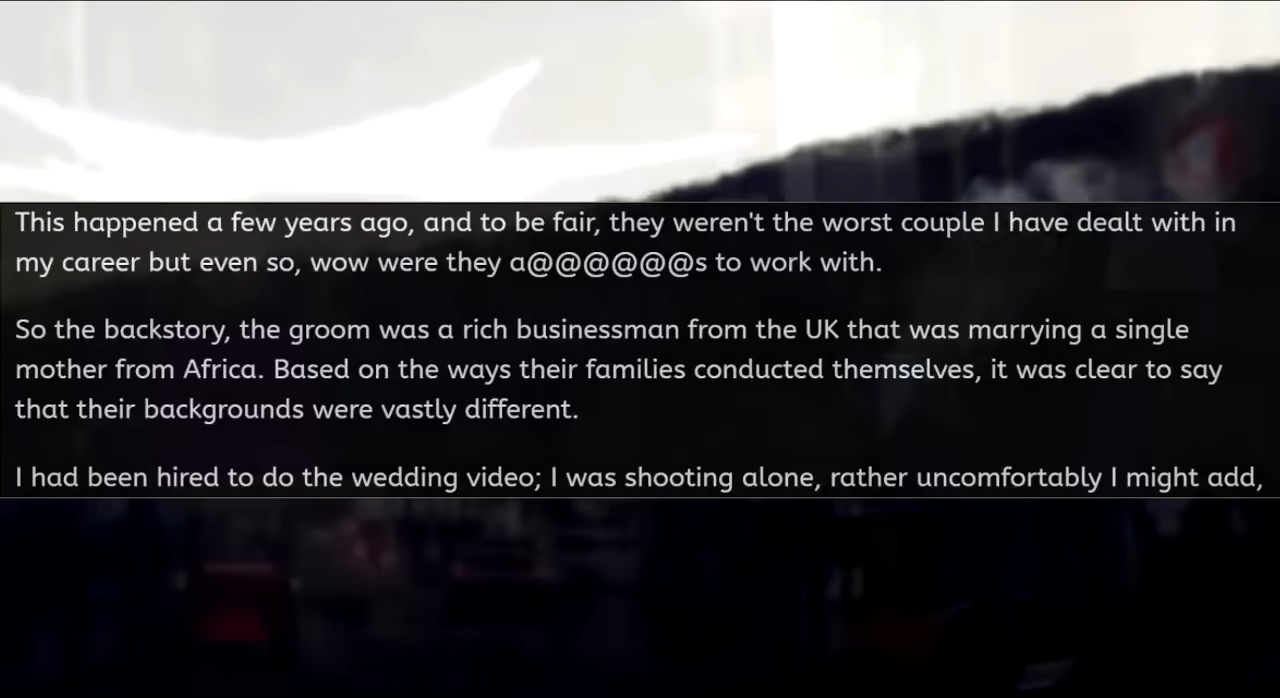 This happened a few years ago, and to be fair, they weren't the worst couple I have dealt with in
my career but even so, wow were they a@@@@@@s to work with.
So the backstory, the groom was a rich businessman from the UK that was marrying a single
mother from Africa. Based on the ways their families conducted themselves, it was clear to say
that their backgrounds were vastly different.
I had been hired to do the wedding video; I was shooting alone, rather uncomfortably I might add,